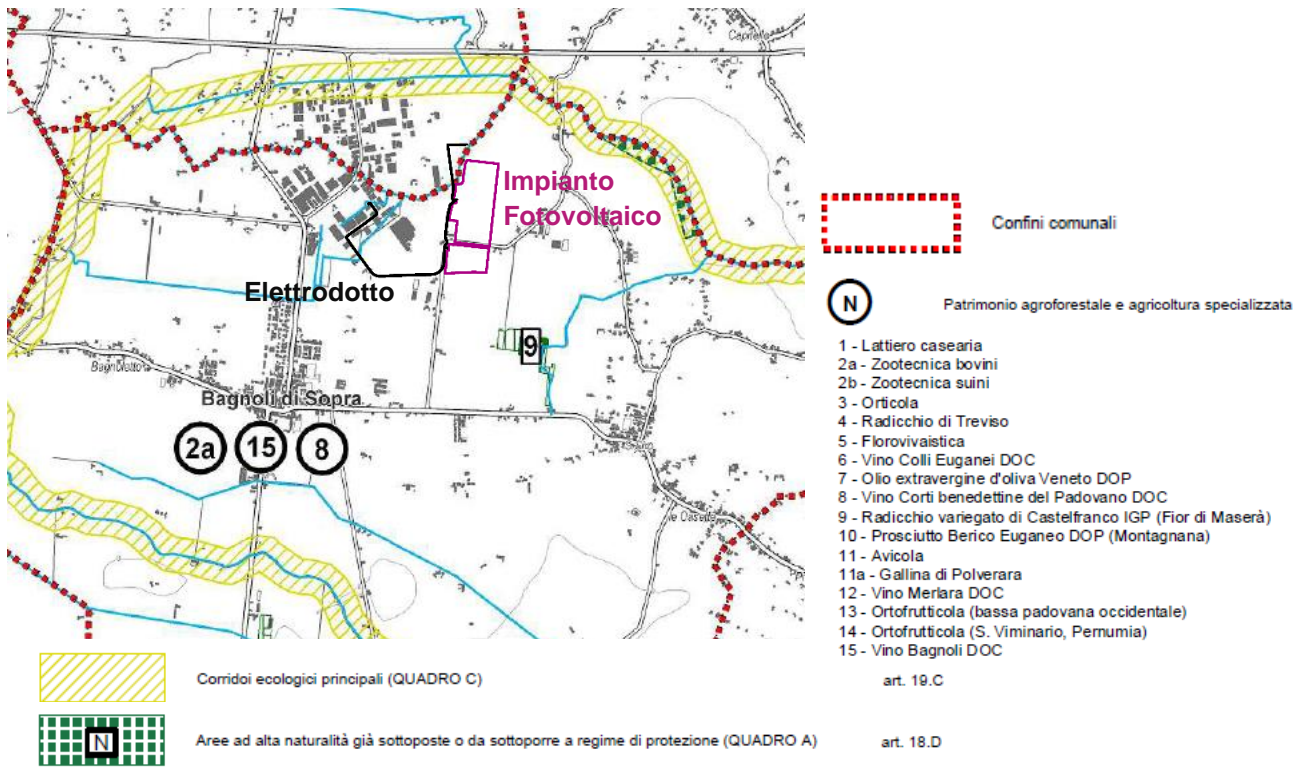 Impianto
Fotovoltaico
Elettrodotto
9
Bagnoletto
Bagnoli di Sopra
2a
15
8
le Casette
Confini comunali
N
Patrimonio agroforestale e agricoltura specializzata
1 - Lattiero casearia
2a - Zootecnica bovini
2b - Zootecnica suini
3 - Orticola
4 - Radicchio di Treviso
5 - Florovivaistica
6 - Vino Colli Euganei DOC
7 - Olio extravergine d'oliva Veneto DOP
8 - Vino Corti benedettine del Padovano DOC
9 - Radicchio variegato di Castelfranco IGP (Fior di Maserà)
10 - Prosciutto Berico Euganeo DOP (Montagnana)
11 - Avicola
11a - Gallina di Polverara
12 - Vino Merlara DOC
13 - Ortofrutticola (bassa padovana occidentale)
14 - Ortofrutticola (S. Viminario, Pernumia)
15 - Vino Bagnoli DOC
Corridoi ecologici principali (QUADRO C)
art. 19.C
N
Aree ad alta naturalità già sottoposte o da sottoporre a regime di protezione (QUADRO A)
art. 18.D